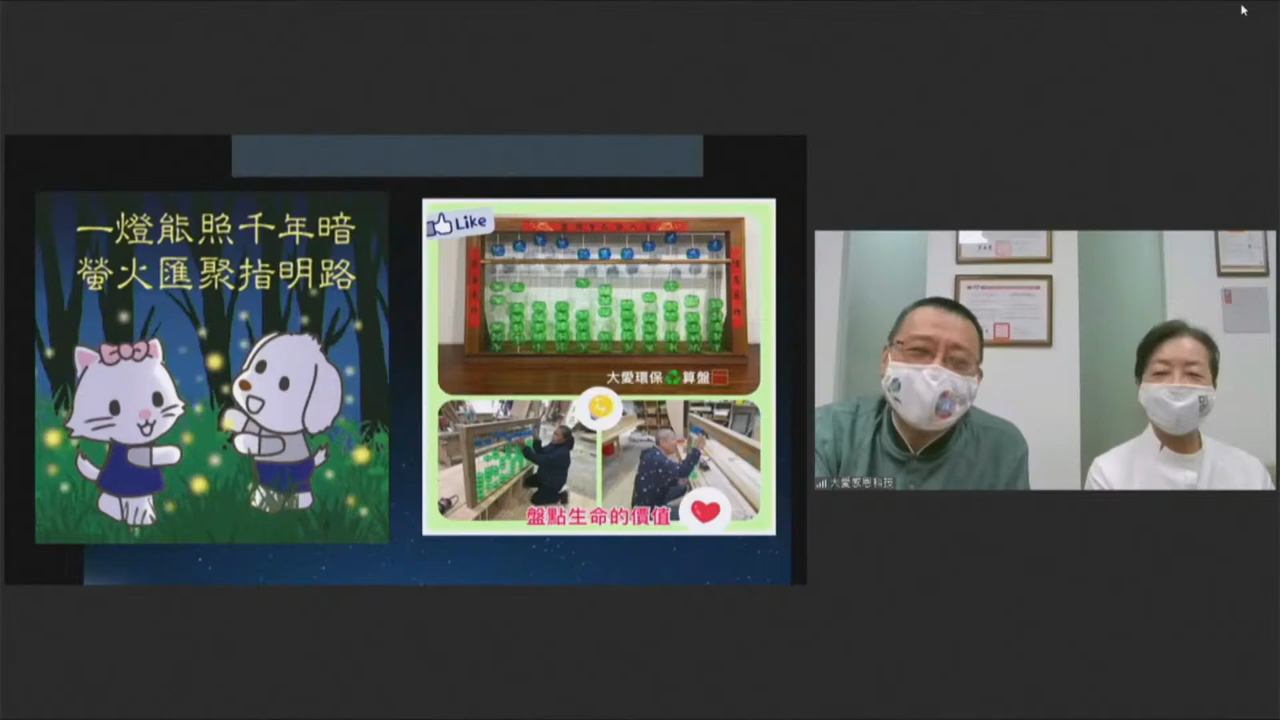 一燈能照千年暗
螢火匯聚指明路
Like
大愛環保算盤
盤點生命的價值
大愛感恩科技